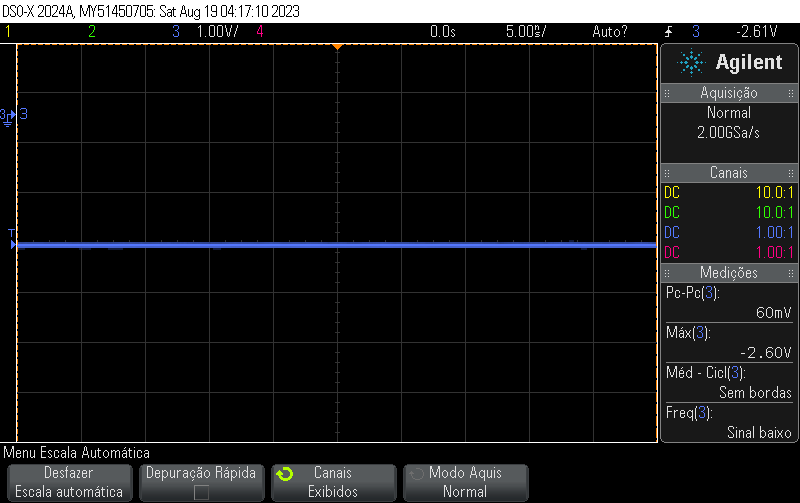 DSO-X 2024A, MY51450705: Sat Aug 19 04:17:10 2023
1 2 3 1.00V/ 4 0.0s 5.00ns/ Auto? 3 -2.61V
Agilent
Aquisição
Normal
2.00GSa/s
Canais
DC 10.0:1
DC 10.0:1
DC 1.00:1
DC 1.00:1
Medições
Pc-Pc(3):
60mV
Máx(3):
-2.60V
Méd - Cicl(3):
Sem bordas
Freq(3):
Sinal baixo
3 3
T
Menu Escala Automática
Desfazer
Escala automática
Depuração Rápida
Canais
Exibidos
Modo Aquis
Normal